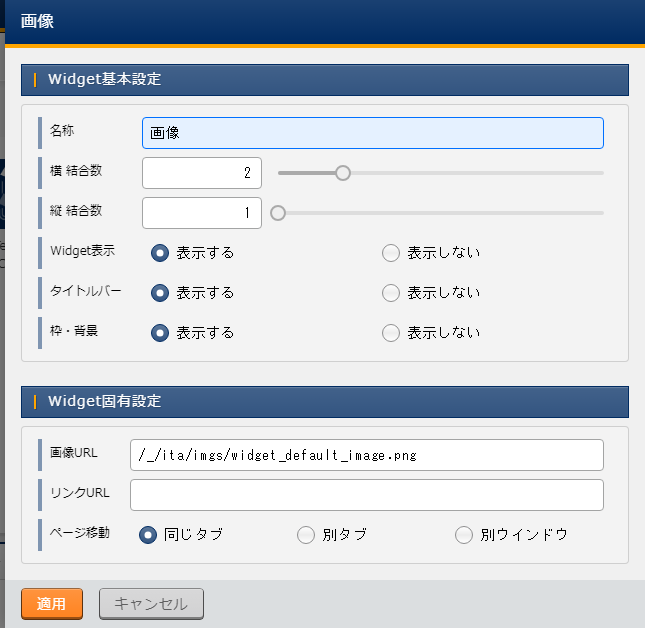 画像
Widget基本設定
名称 画像
横 結合数 2
縦 結合数 1
Widget表示 表示する 表示しない
タイトルバー 表示する 表示しない
枠・背景 表示する 表示しない
Widget固有設定
画像URL /_/ita/imgs/widget_default_image.png
リンクURL
ページ移動 同じタブ 別タブ 別ウインドウ
適用 キャンセル